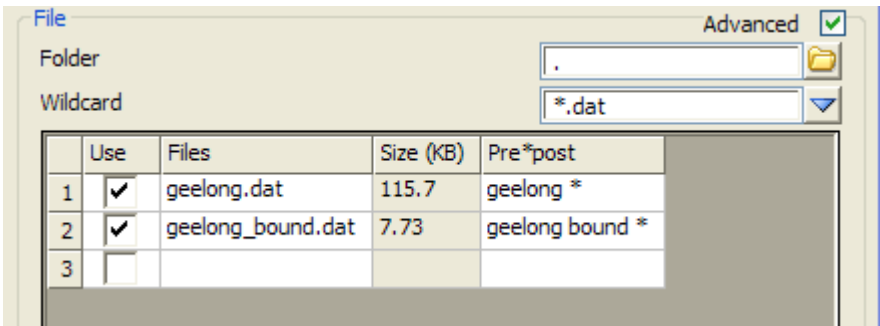 File
Advanced
Folder .
Wildcard *.dat
Use Files Size (KB) Pre*post
1 geelong.dat 115.7 geelong *
2 geelong_bound.dat 7.73 geelong bound *
3